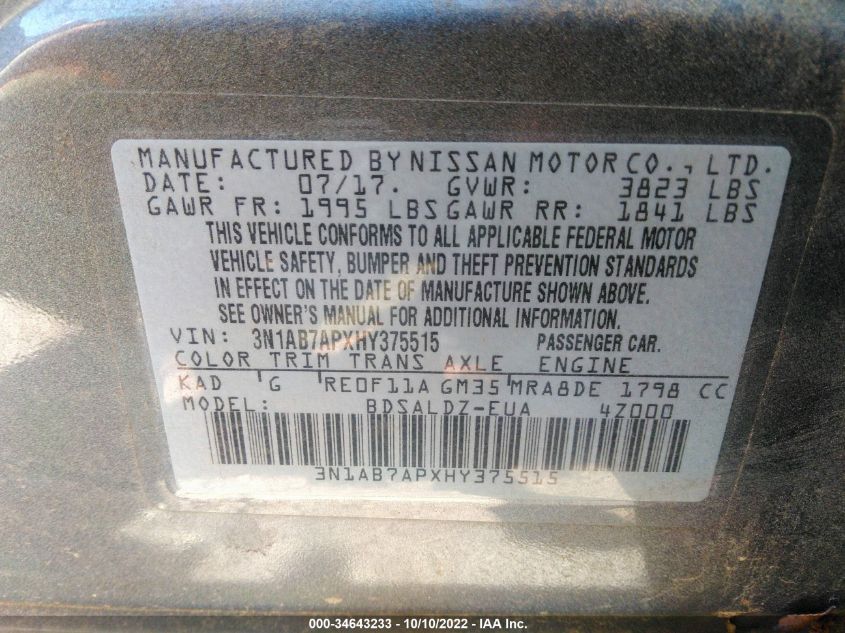 MANUFACTURED BY NISSAN MOTOR CO., LTD.
DATE: 07/17. GVWR: 3823 LBS
GAWR FR: 1995 LBS GAWR RR: 1841 LBS
THIS VEHICLE CONFORMS TO ALL APPLICABLE FEDERAL MOTOR
VEHICLE SAFETY, BUMPER AND THEFT PREVENTION STANDARDS
IN EFFECT ON THE DATE OF MANUFACTURE SHOWN ABOVE.
SEE OWNER'S MANUAL FOR ADDITIONAL INFORMATION.
VIN: 3N1AB7APXHY375515 PASSENGER CAR.
COLOR TRIM TRANS AXLE ENGINE
KAD G RE0F11A GM35 MRA8DE 1798 CC
MODEL: BDSALDZ-EUA 4Z000
3N1AB7APXHY375515
000-34643233 - 10/10/2022 - IAA Inc.